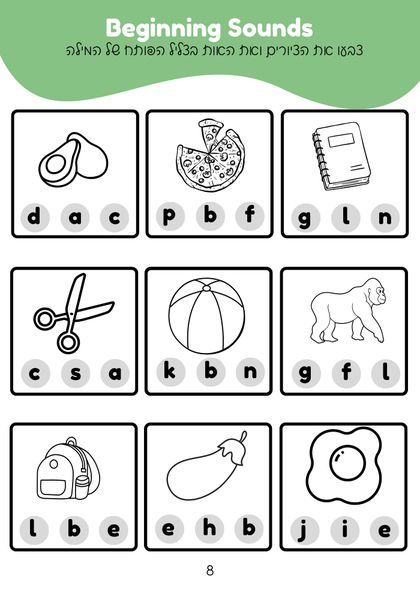 Beginning Sounds
צבעו את הציורים ואת האות בצליל הפותח של המילה
d a c
p b f
g l n
c s a
k b n
g f l
l b e
e h b
j i e
8